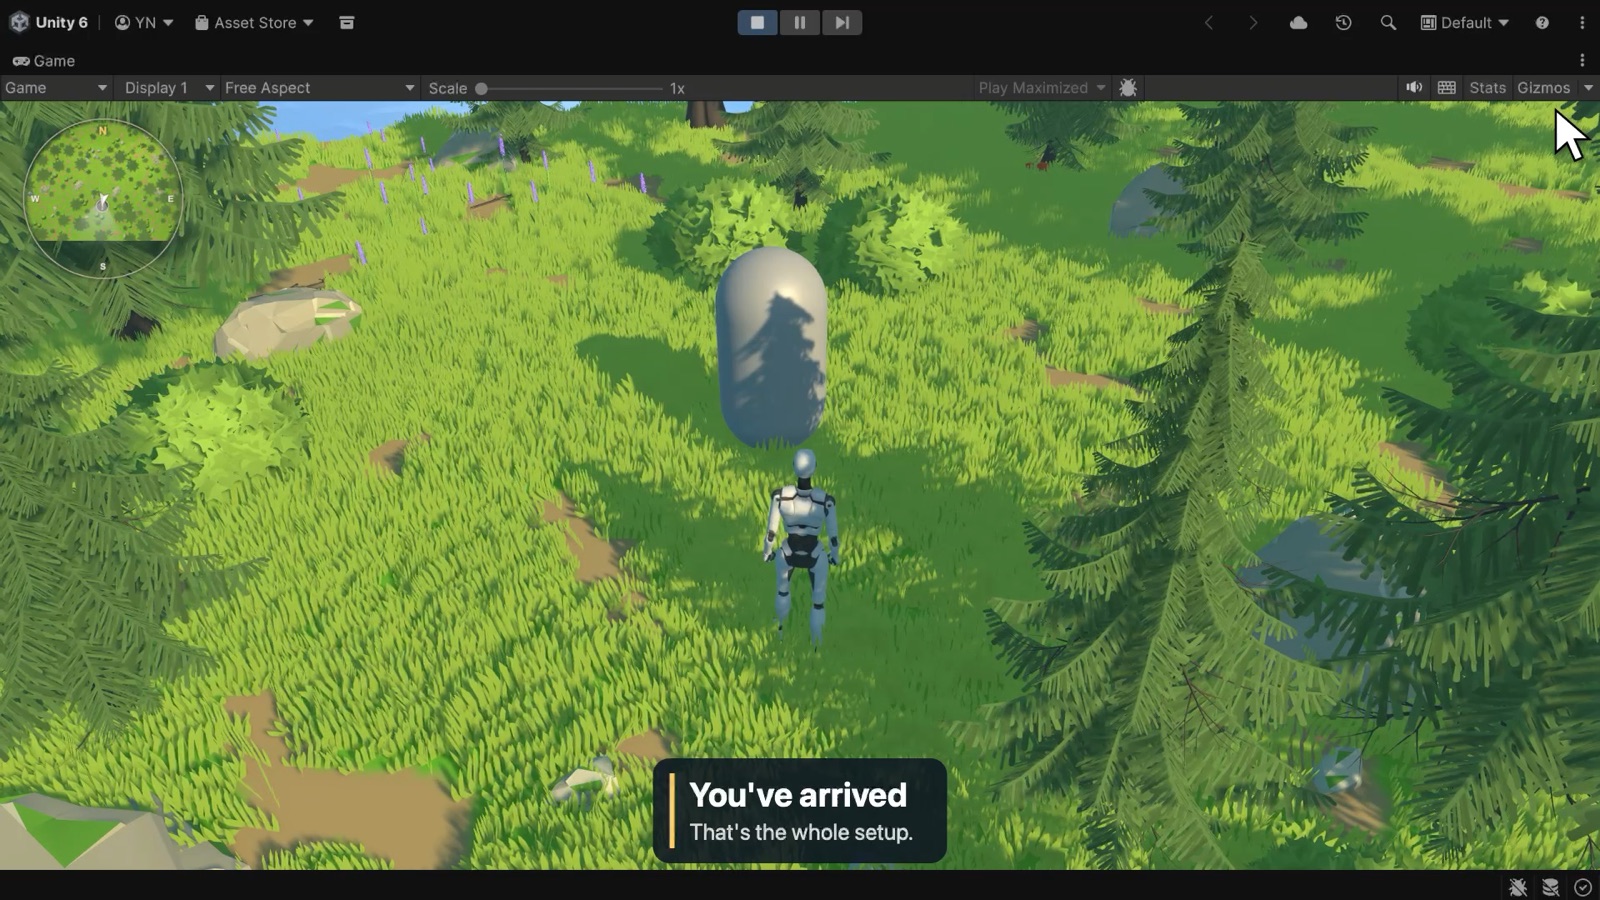 Unity 6
YN
Asset Store
Default
Game
Game
Display 1
Free Aspect
Scale
1x
Play Maximized
Stats
Gizmos
N
W
E
S
You've arrived
That's the whole setup.